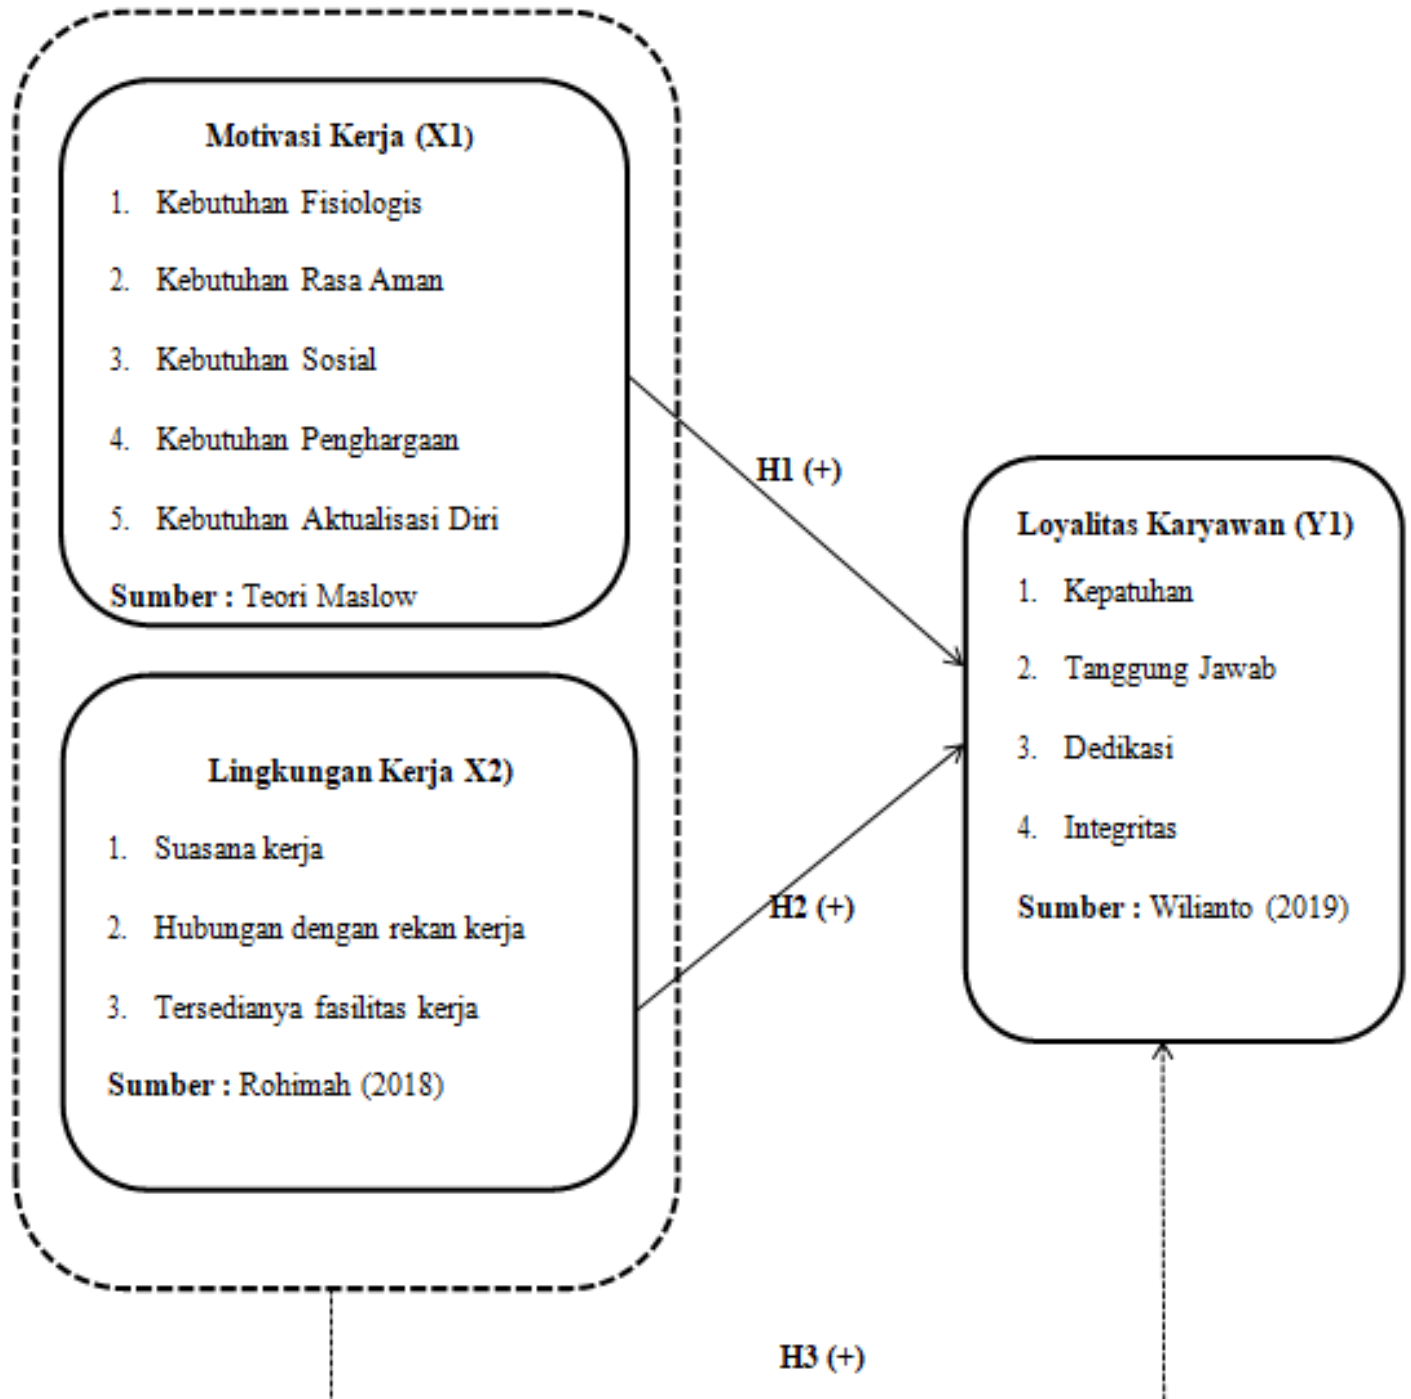 Motivasi Kerja (X1)
1. Kebutuhan Fisiologis
2. Kebutuhan Rasa Aman
3. Kebutuhan Sosial
4. Kebutuhan Penghargaan
5. Kebutuhan Aktualisasi Diri
Sumber : Teori Maslow
Lingkungan Kerja X2)
1. Suasana kerja
2. Hubungan dengan rekan kerja
3. Tersedianya fasilitas kerja
Sumber : Rohimah (2018)
H1 (+)
H2 (+)
Loyalitas Karyawan (Y1)
1. Kepatuhan
2. Tanggung Jawab
3. Dedikasi
4. Integritas
Sumber : Wilianto (2019)
H3 (+)